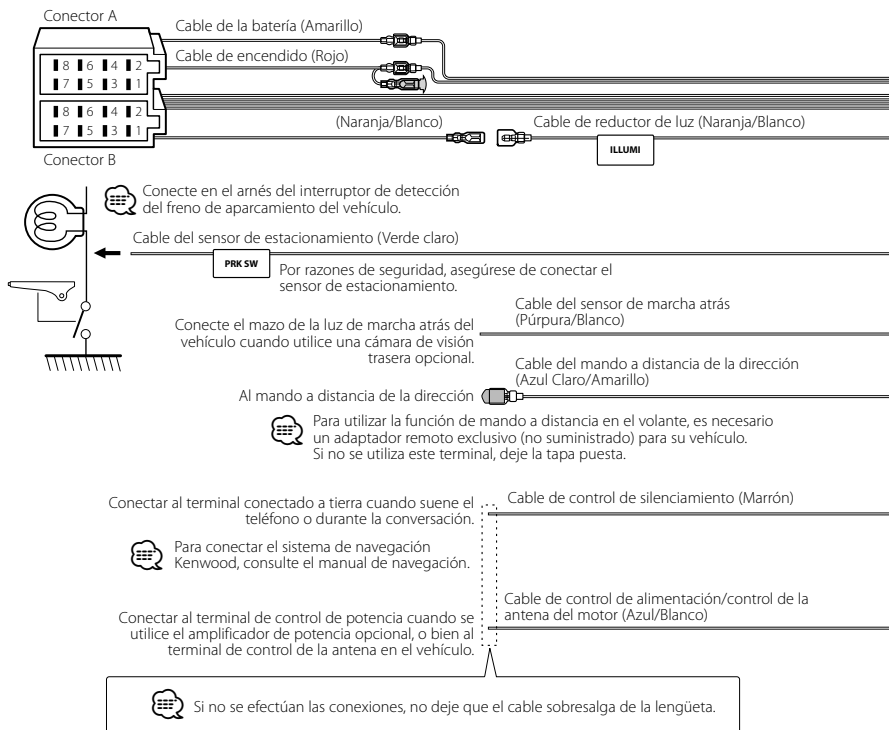 Conector A
Cable de la batería (Amarillo)
Cable de encendido (Rojo)
8 6 4 2
7 5 3 1
8 6 4 2
7 5 3 1
(Naranja/Blanco)
Cable de reductor de luz (Naranja/Blanco)
ILLUMI
Conector B
Conecte en el arnés del interruptor de detección
del freno de aparcamiento del vehículo.
Cable del sensor de estacionamiento (Verde claro)
PRK SW
Por razones de seguridad, asegúrese de conectar el
sensor de estacionamiento.
Cable del sensor de marcha atrás
(Púrpura/Blanco)
Conecte el mazo de la luz de marcha atrás del
vehículo cuando utilice una cámara de visión
trasera opcional.
Cable del mando a distancia de la dirección
(Azul Claro/Amarillo)
Al mando a distancia de la dirección
Para utilizar la función de mando a distancia en el volante, es necesario
un adaptador remoto exclusivo (no suministrado) para su vehículo.
Si no se utiliza este terminal, deje la tapa puesta.
Conectar al terminal conectado a tierra cuando suene el
teléfono o durante la conversación.
Cable de control de silenciamiento (Marrón)
Para conectar el sistema de navegación
Kenwood, consulte el manual de navegación.
Cable de control de alimentación/control de la
antena del motor (Azul/Blanco)
Conectar al terminal de control de potencia cuando se
utilice el amplificador de potencia opcional, o bien al
terminal de control de la antena en el vehículo.
Si no se efectúan las conexiones, no deje que el cable sobresalga de la lengüeta.